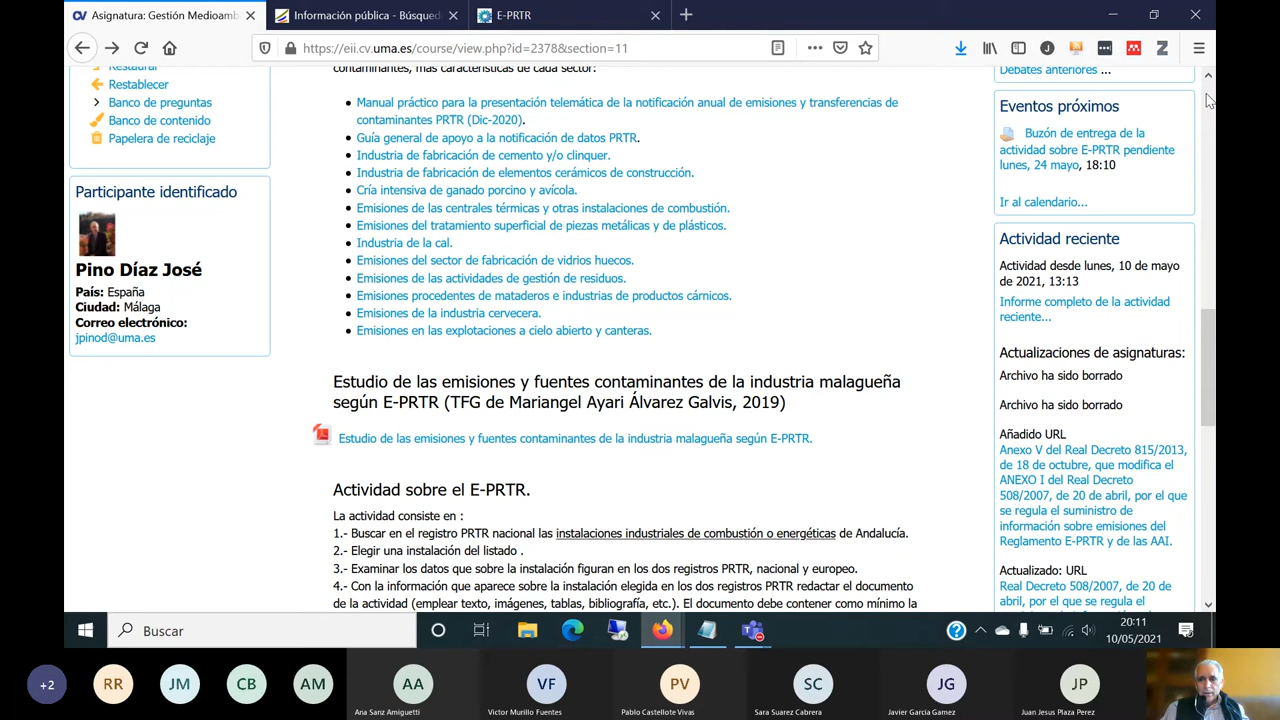 Asignatura: Gestión Medioamb
Información pública - Búsqued
E-PRTR
https://eii.cv.uma.es/course/view.php?id=2378&section=11
Restaurar
Restablecer
Banco de preguntas
Banco de contenido
Papelera de reciclaje
Participante identificado
Pino Díaz José
País: España
Ciudad: Málaga
Correo electrónico:
jpinod@uma.es
contaminantes, más características de cada sector:
Manual práctico para la presentación telemática de la notificación anual de emisiones y transferencias de
contaminantes PRTR (Dic-2020).
Guía general de apoyo a la notificación de datos PRTR.
Industria de fabricación de cemento y/o clinquer.
Industria de fabricación de elementos cerámicos de construcción.
Cría intensiva de ganado porcino y avícola.
Emisiones de las centrales térmicas y otras instalaciones de combustión.
Emisiones del tratamiento superficial de piezas metálicas y de plásticos.
Industria de la cal.
Emisiones del sector de fabricación de vidrios huecos.
Emisiones de las actividades de gestión de residuos.
Emisiones procedentes de mataderos e industrias de productos cárnicos.
Emisiones de la industria cervecera.
Emisiones en las explotaciones a cielo abierto y canteras.
Estudio de las emisiones y fuentes contaminantes de la industria malagueña
según E-PRTR (TFG de Mariangel Ayari Álvarez Galvis, 2019)
Estudio de las emisiones y fuentes contaminantes de la industria malagueña según E-PRTR.
Actividad sobre el E-PRTR.
La actividad consiste en :
1.- Buscar en el registro PRTR nacional las instalaciones industriales de combustión o energéticas de Andalucía.
2.- Elegir una instalación del listado .
3.- Examinar los datos que sobre la instalación figuran en los dos registros PRTR, nacional y europeo.
4.- Con la información que aparece sobre la instalación elegida en los dos registros PRTR redactar el documento
de la actividad (emplear texto, imágenes, tablas, bibliografía, etc.). El documento debe contener como mínimo la
Debates anteriores ...
Eventos próximos
Buzón de entrega de la
actividad sobre E-PRTR pendiente
lunes, 24 mayo, 18:10
Ir al calendario...
Actividad reciente
Actividad desde lunes, 10 de mayo
de 2021, 13:13
Informe completo de la actividad
reciente...
Actualizaciones de asignaturas:
Archivo ha sido borrado
Archivo ha sido borrado
Añadido URL
Anexo V del Real Decreto 815/2013,
de 18 de octubre, que modifica el
ANEXO I del Real Decreto
508/2007, de 20 de abril, por el que
se regula el suministro de
información sobre emisiones del
Reglamento E-PRTR y de las AAI.
Actualizado: URL
Real Decreto 508/2007, de 20 de
abril, por el que se regula el
Buscar
20:11
10/05/2021
+2
RR
JM
CB
AM
AA
VF
PV
SC
JG
JP
Ana Sanz Amiguetti
Victor Murillo Fuentes
Pablo Castellote Vivas
Sara Suarez Cabrera
Javier Garcia Gamez
Juan Jesus Plaza Perez